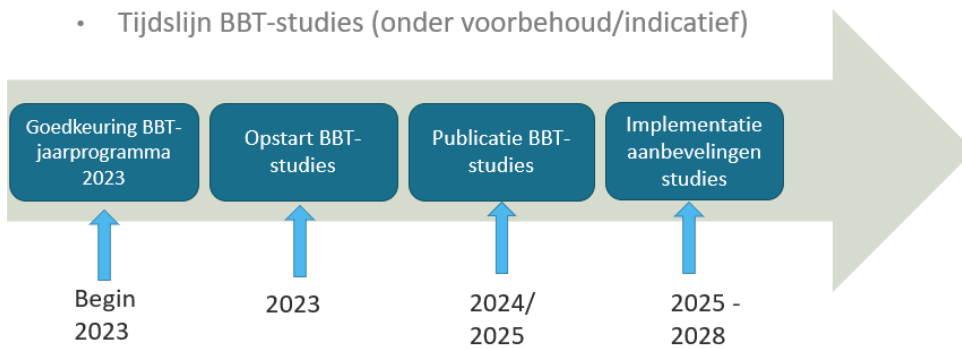 • Tijdslijn BBT-studies (onder voorbehoud/indicatief)
Goedkeuring BBT-
jaarprogramma
2023
Opstart BBT-
studies
Publicatie BBT-
studies
Implementatie
aanbevelingen
studies
Begin
2023
2023
2024/
2025
2025 -
2028